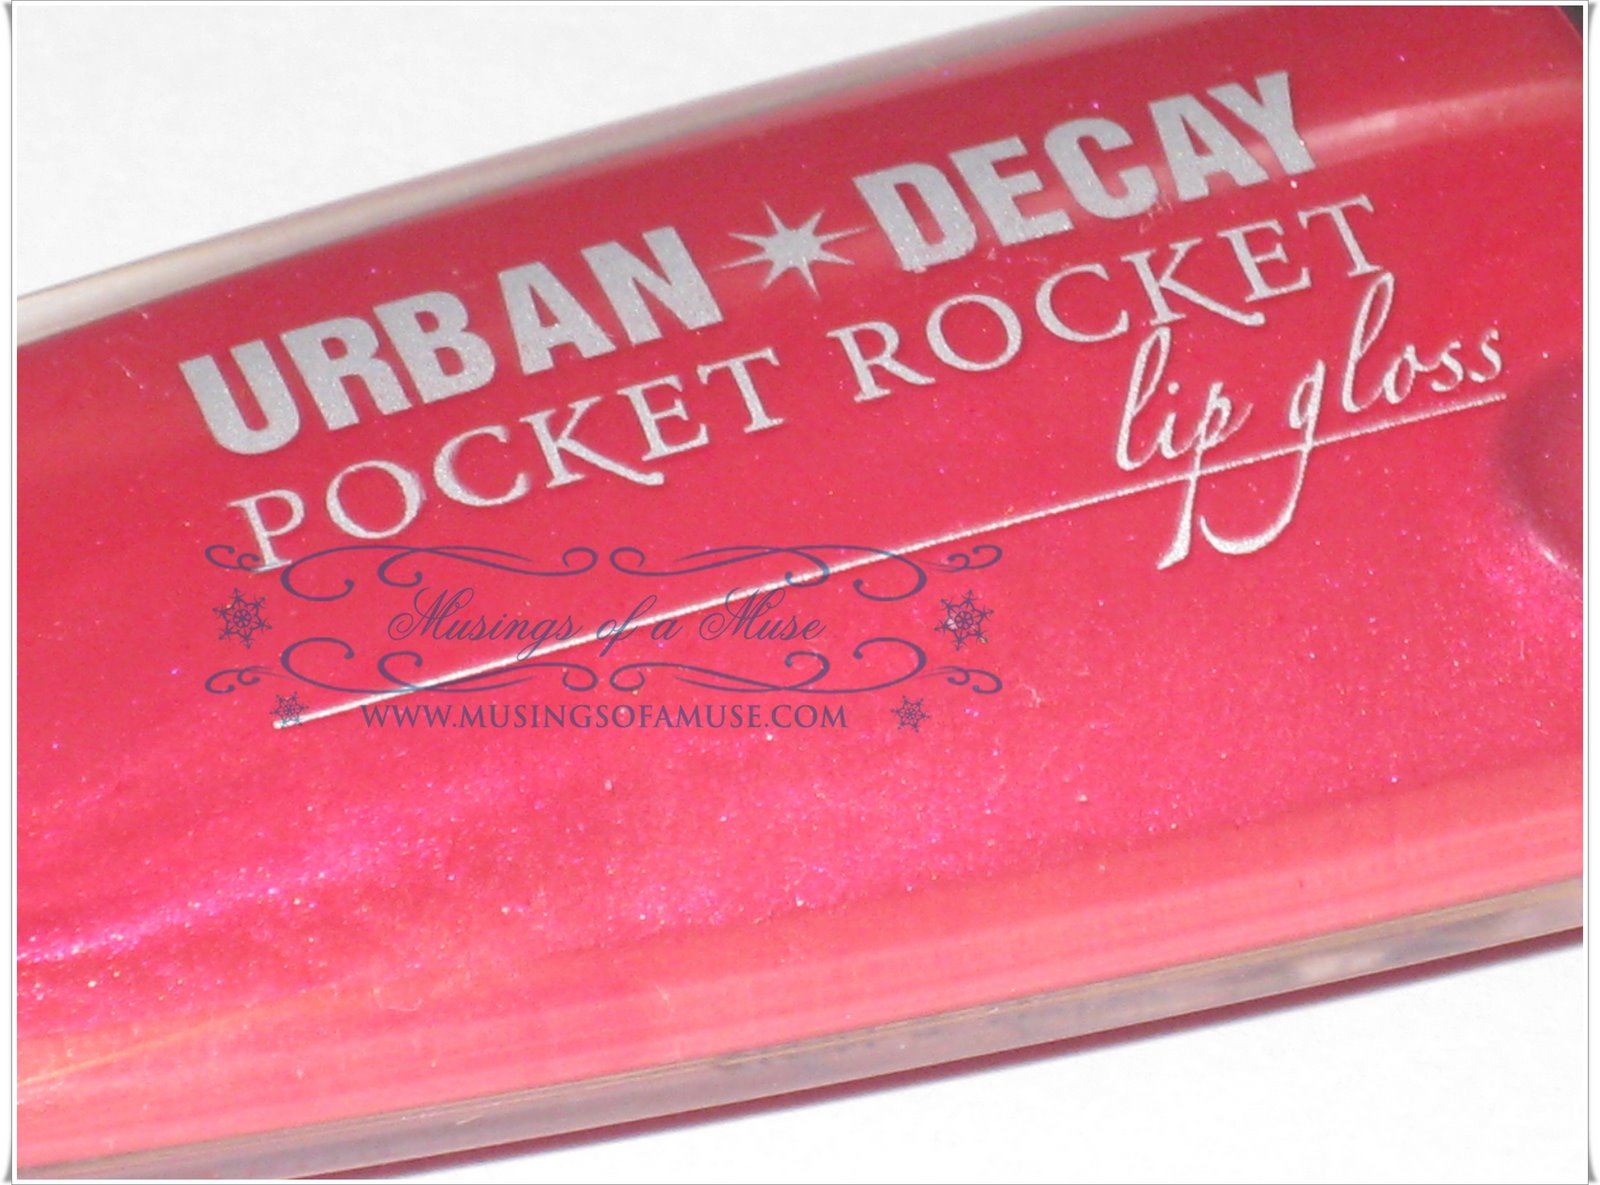 URBAN DECAY
POCKET ROCKET
lip gloss
Musings of a Muse
WWW.MUSINGSOFAMUSE.COM